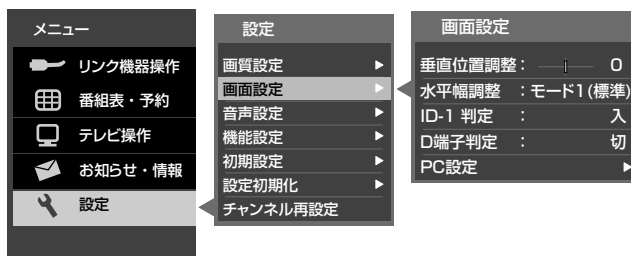 メニュー
リンク機器操作
番組表・予約
テレビ操作
お知らせ・情報
設定
設定
画質設定
画面設定
音声設定
機能設定
初期設定
設定初期化
チャンネル再設定
画面設定
垂直位置調整： 0
水平幅調整 ：モード1(標準)
ID-1 判定 ： 入
D端子判定 ： 切
PC設定